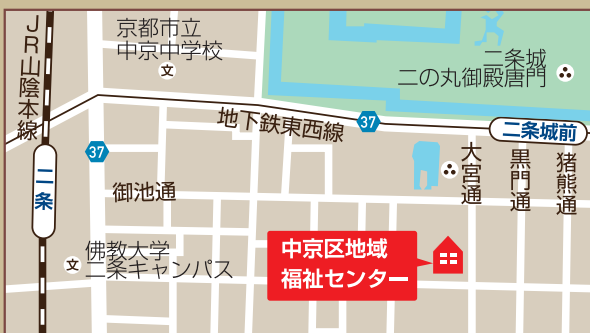 京都市立
中京中学校
文
JR山陰本線
二条城
二の丸御殿唐門
地下鉄東西線
37
二条城前
37
二条
御池通
大宮通
黒門通
猪熊通
中京区地域
福祉センター
文
佛教大学
二条キャンパス